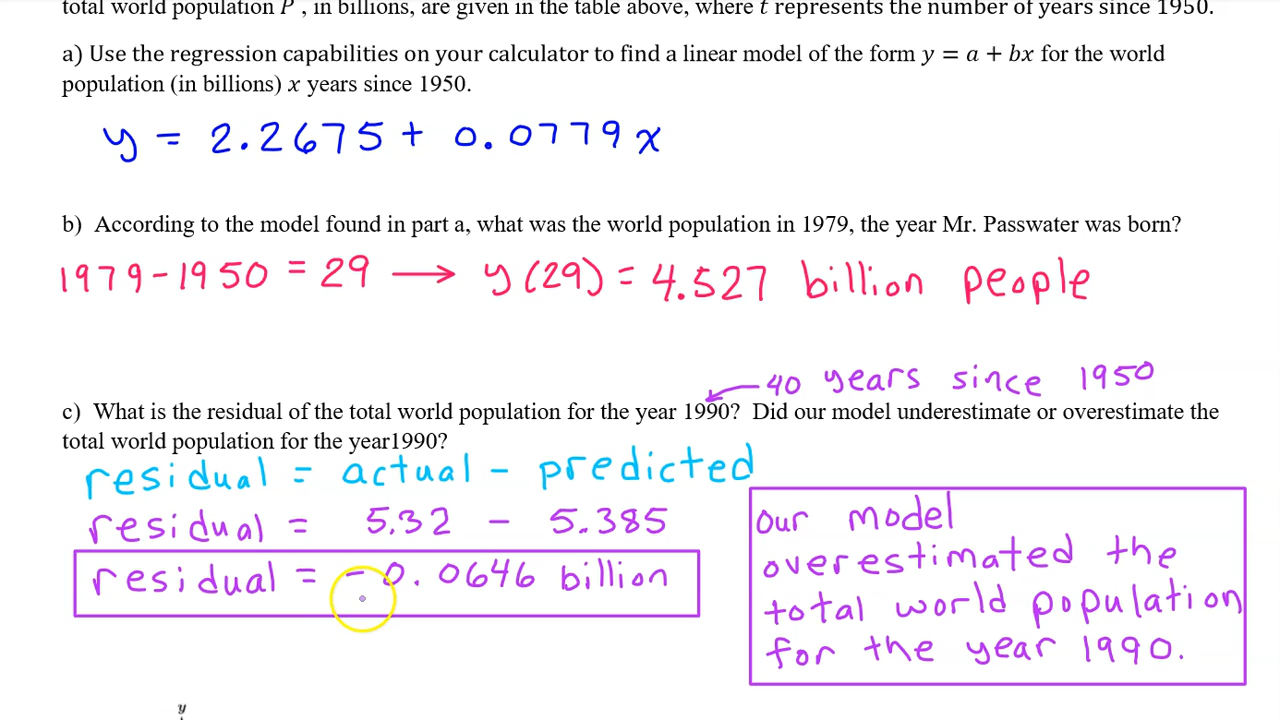 total world population P, in billions, are given in the table above, where t represents the number of years since 1950.
a) Use the regression capabilities on your calculator to find a linear model of the form y = a + bx for the world
population (in billions) x years since 1950.
y = 2.2675 + 0.0779x
b) According to the model found in part a, what was the world population in 1979, the year Mr. Passwater was born?
1979-1950 = 29 → y(29) = 4.527 billion people
40 years since 1950
c) What is the residual of the total world population for the year 1990? Did our model underestimate or overestimate the
total world population for the year1990?
residual = actual - predicted
residual = 5.32 - 5.385
residual = -0.0646 billion
Our model
overestimated the
total world population
for the year 1990.
y